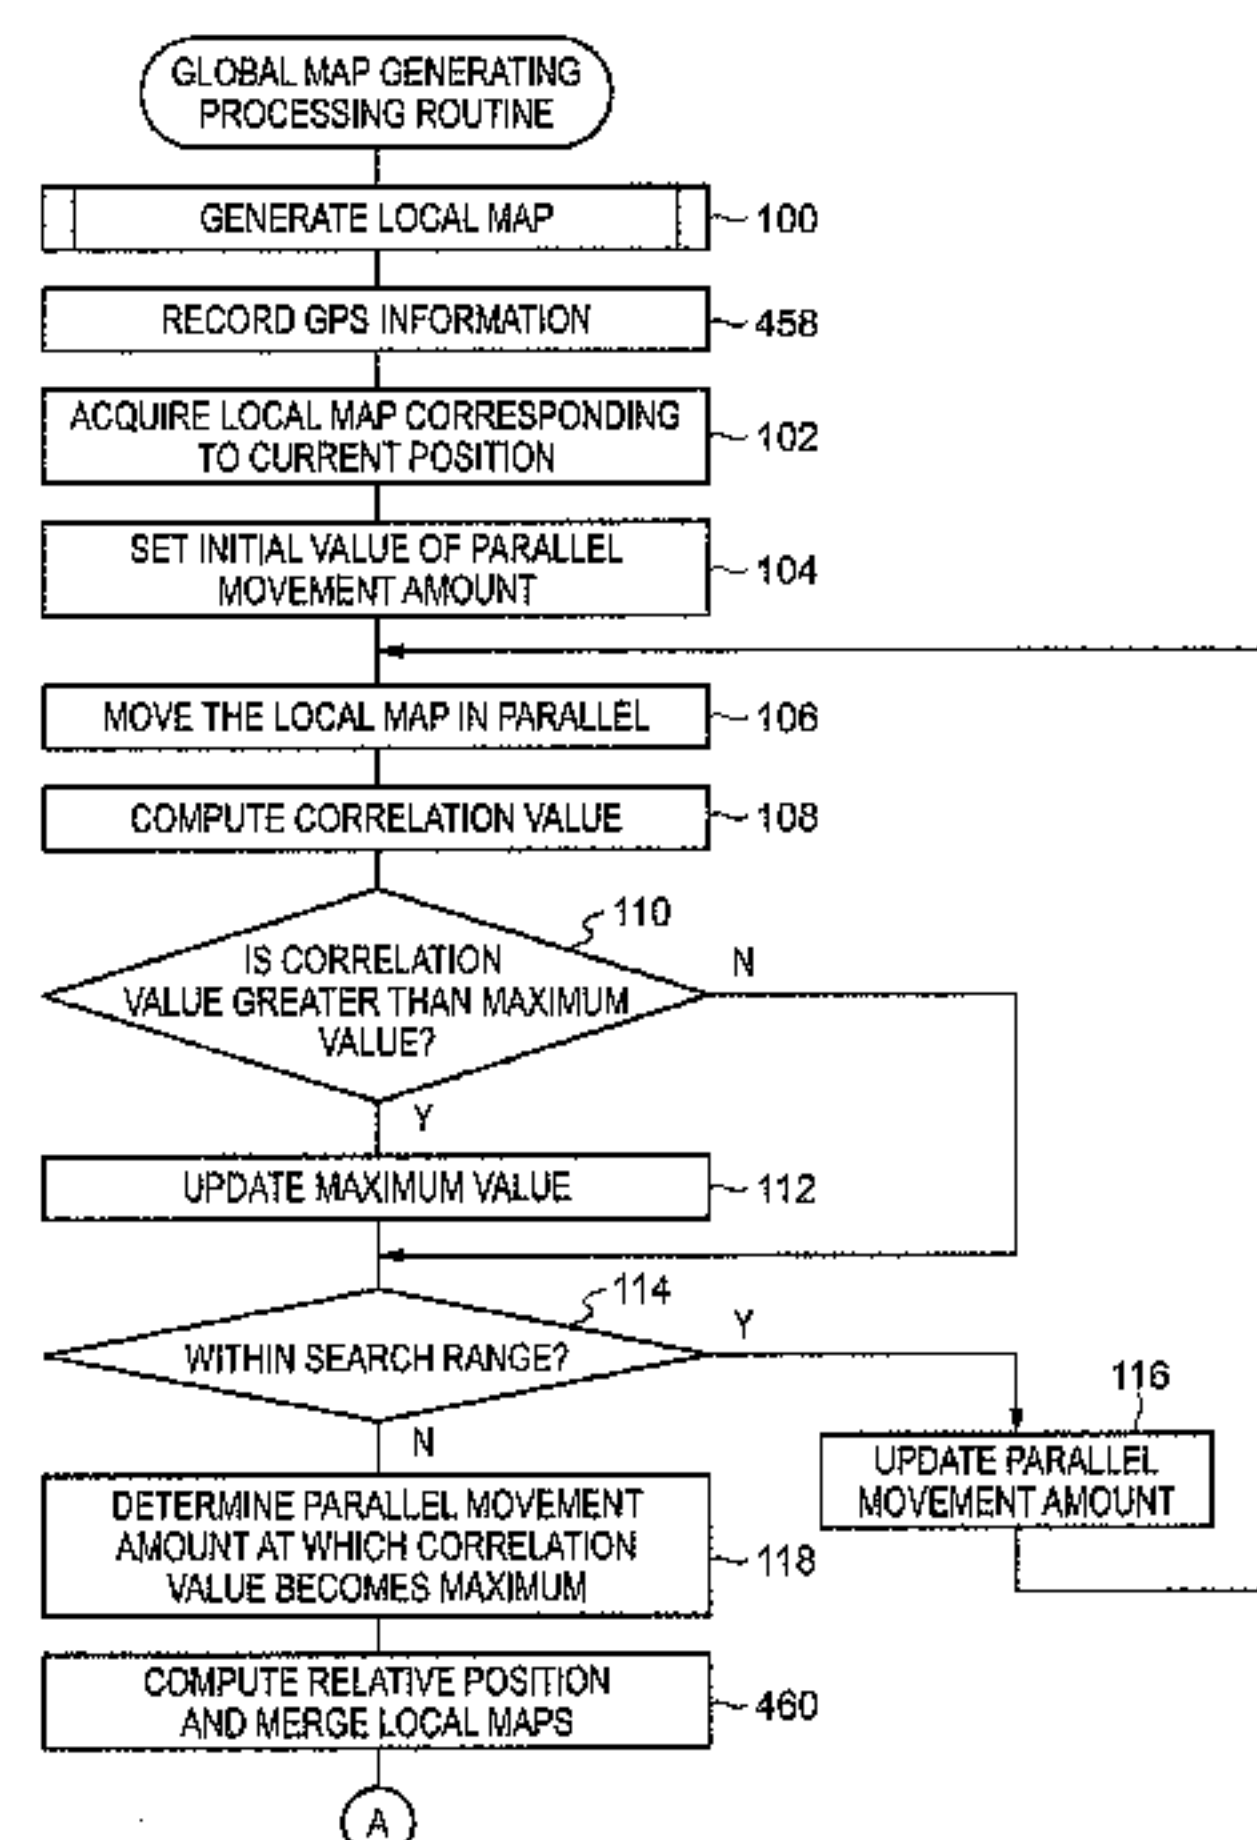 GLOBAL MAP GENERATING
PROCESSING ROUTINE
GENERATE LOCAL MAP
100
RECORD GPS INFORMATION
458
ACQUIRE LOCAL MAP CORRESPONDING
TO CURRENT POSITION
102
SET INITIAL VALUE OF PARALLEL
MOVEMENT AMOUNT
104
MOVE THE LOCAL MAP IN PARALLEL
106
COMPUTE CORRELATION VALUE
108
110
IS CORRELATION
VALUE GREATER THAN MAXIMUM
VALUE?
N
Y
UPDATE MAXIMUM VALUE
112
114
WITHIN SEARCH RANGE?
Y
N
116
UPDATE PARALLEL
MOVEMENT AMOUNT
DETERMINE PARALLEL MOVEMENT
AMOUNT AT WHICH CORRELATION
VALUE BECOMES MAXIMUM
118
COMPUTE RELATIVE POSITION
AND MERGE LOCAL MAPS
460
A